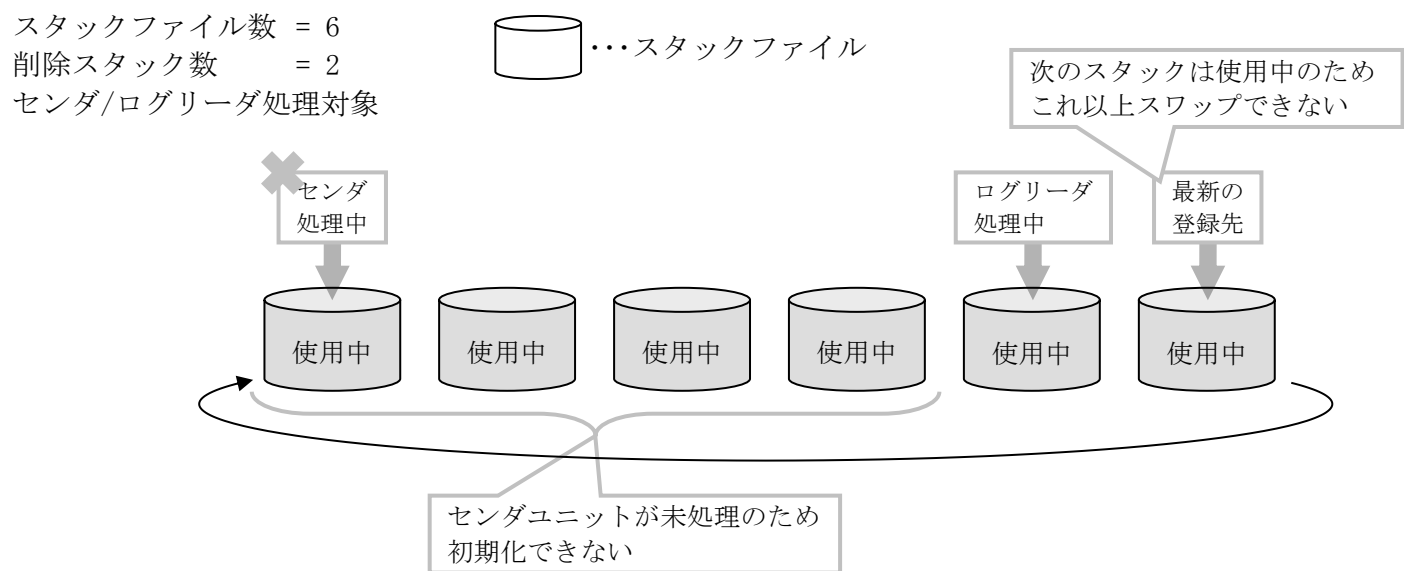 スタックファイル数 = 6
削除スタック数 = 2
センダ/ログリーダ処理対象
･･･スタックファイル
次のスタックは使用中のため
これ以上スワップできない
センダ
処理中
ログリーダ
処理中
最新の
登録先
使用中
使用中
使用中
使用中
使用中
使用中
センダユニットが未処理のため
初期化できない